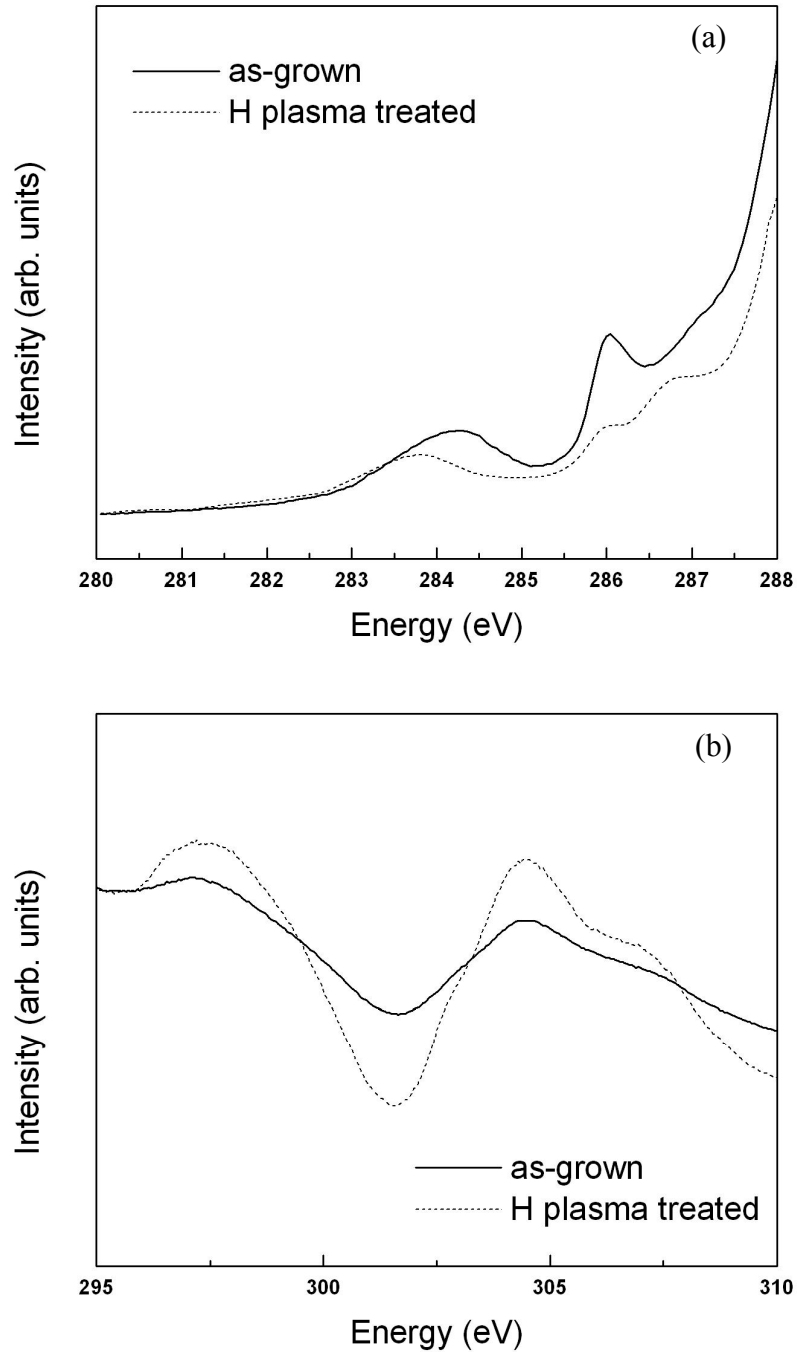 (a)
as-grown
H plasma treated
Intensity (arb. units)
280 281 282 283 284 285 286 287 288
Energy (eV)
(b)
Intensity (arb. units)
as-grown
H plasma treated
295 300 305 310
Energy (eV)